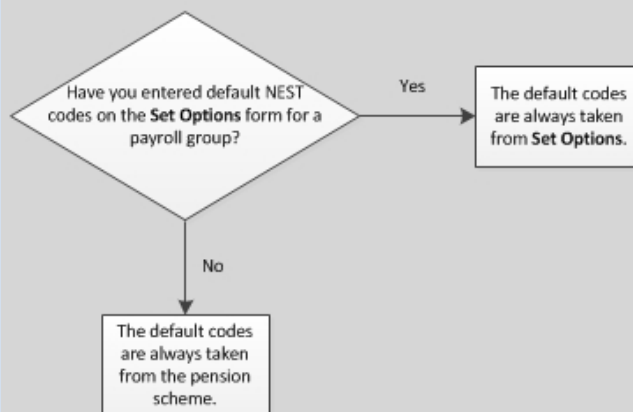 Have you entered default NEST
codes on the Set Options form for a
payroll group?
Yes
The default codes
are always taken
from Set Options.
No
The default codes
are always taken
from the pension
scheme.